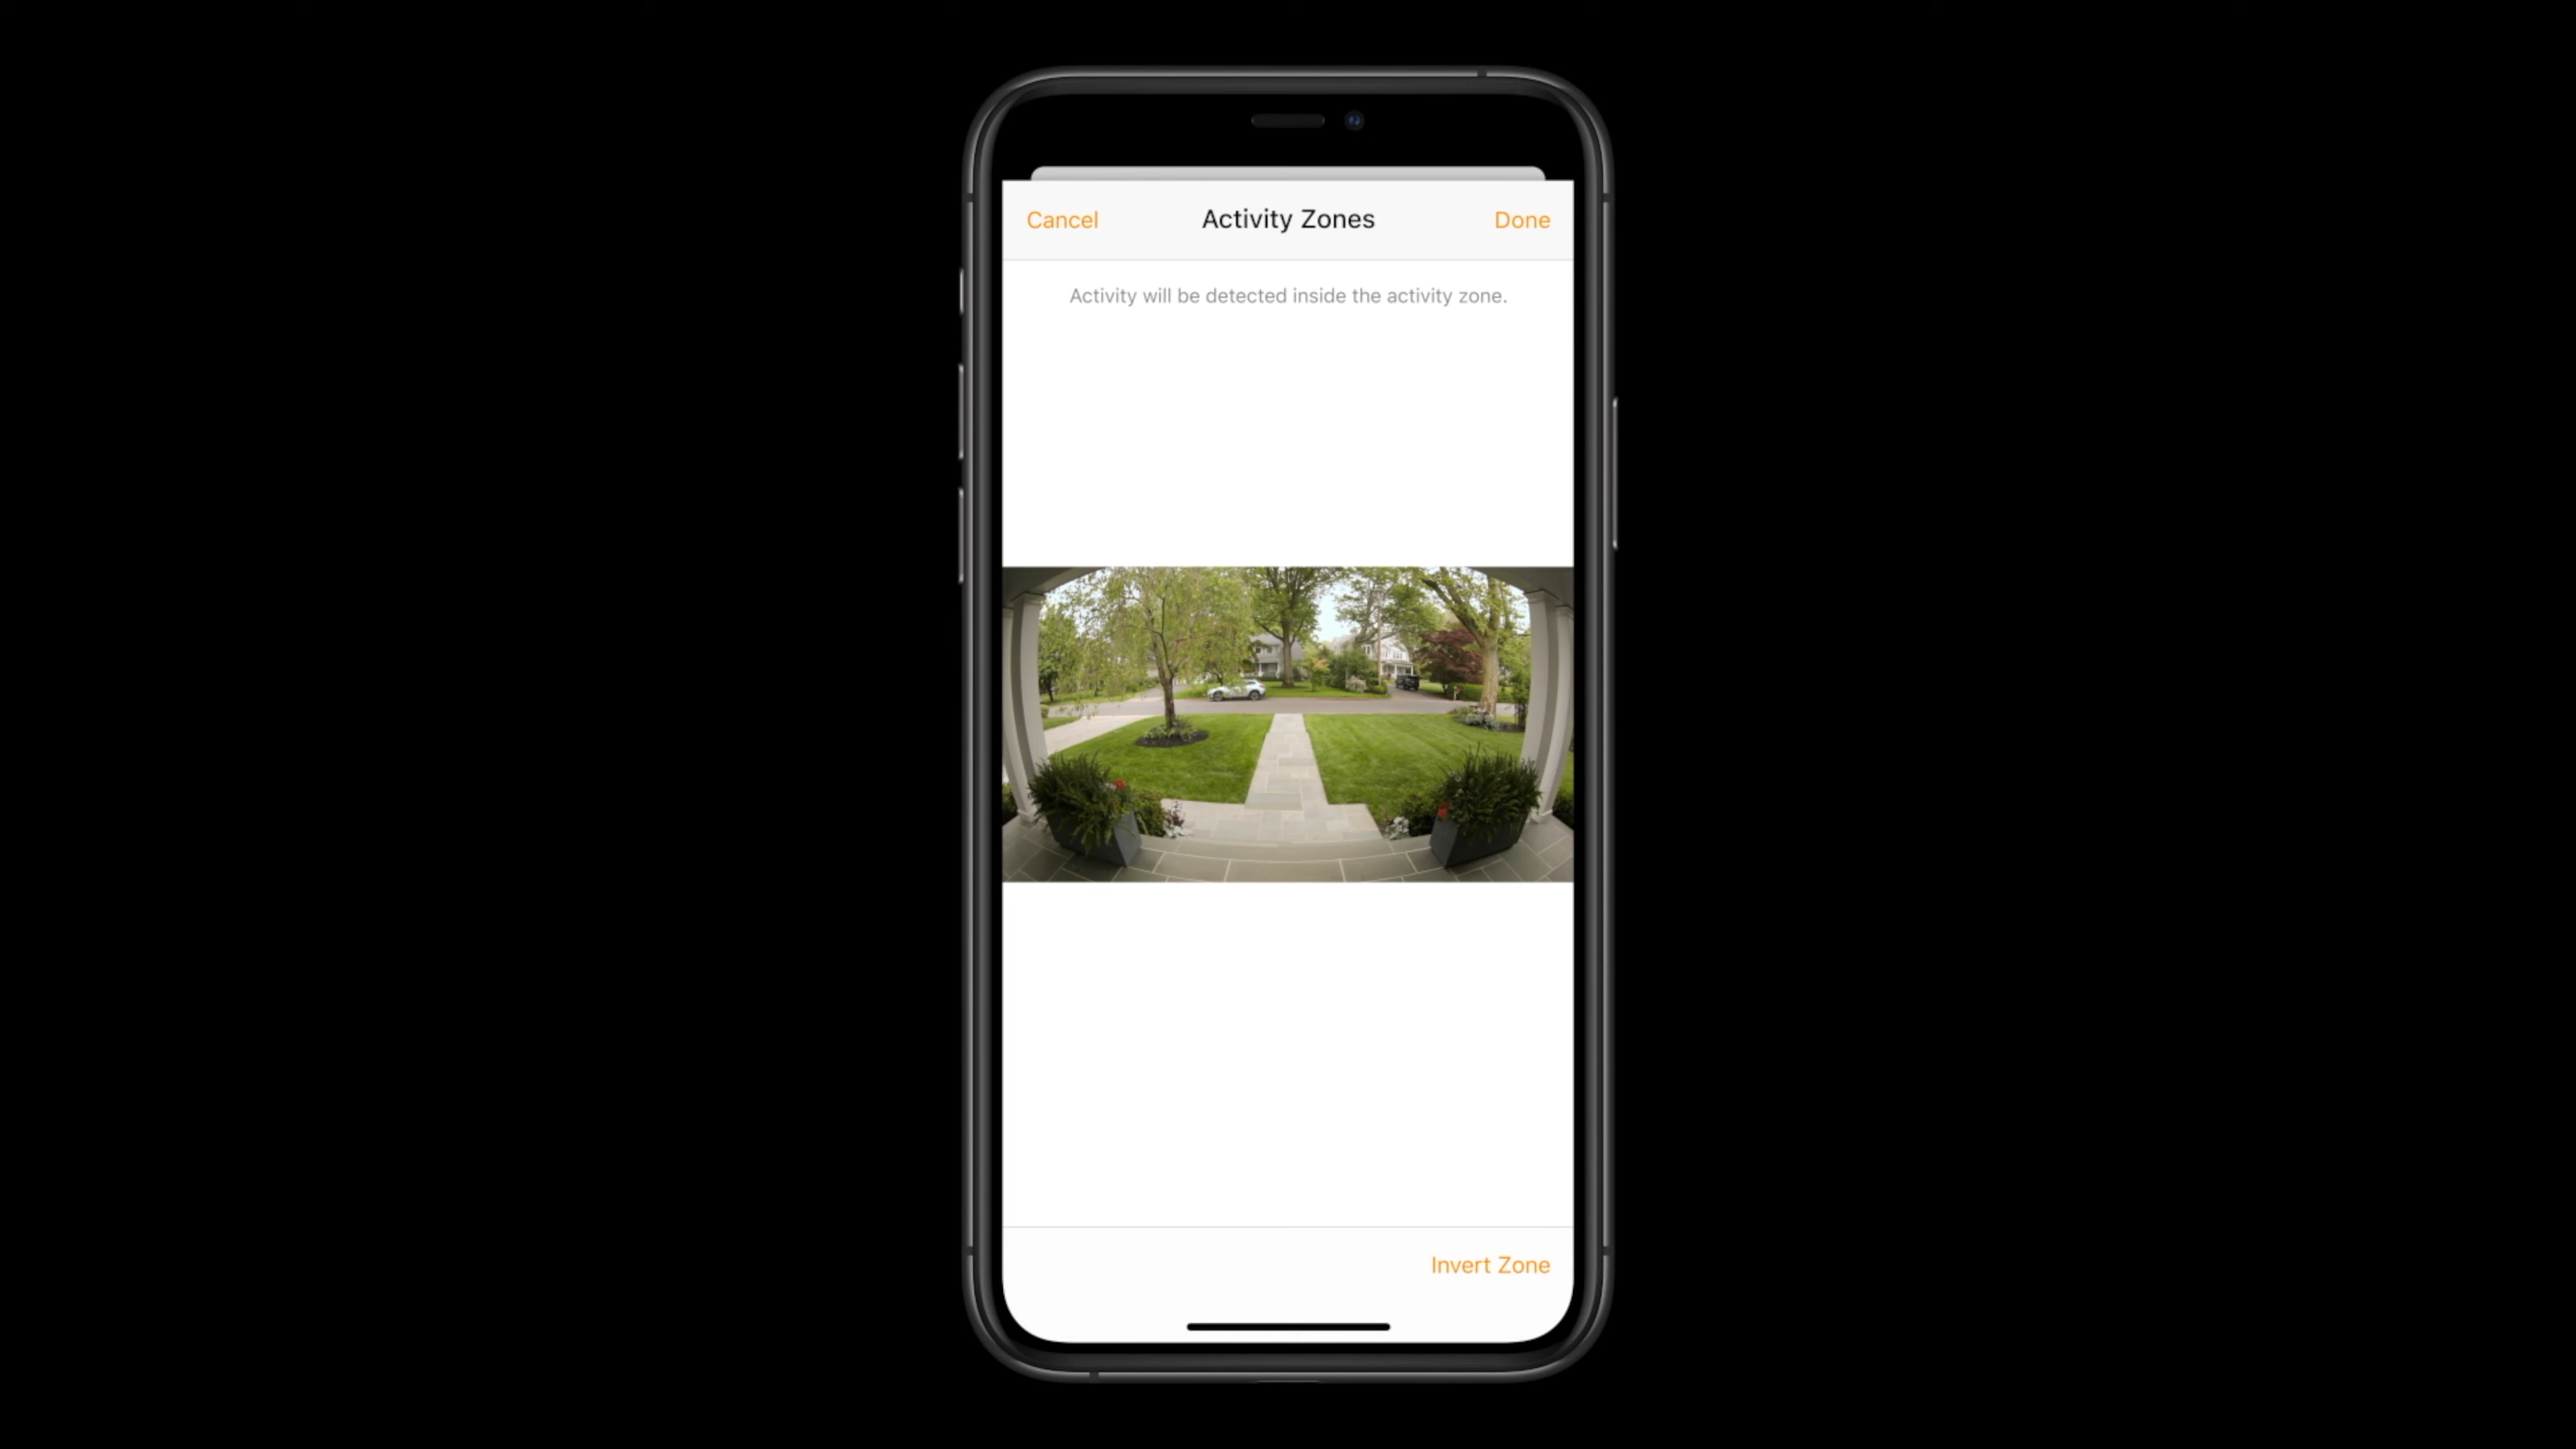 Cancel Activity Zones Done
Activity will be detected inside the activity zone.
Invert Zone